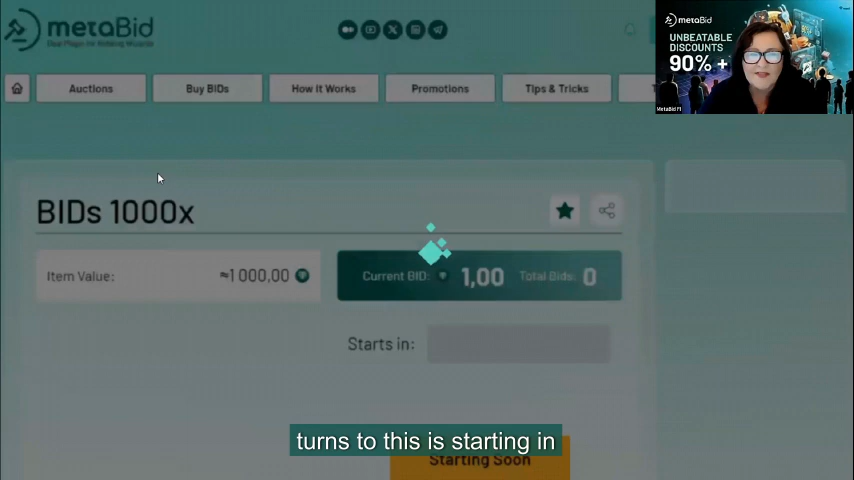 metaBid
metaBid
UNBEATABLE
DISCOUNTS
90% +
MetaBid
Auctions
Buy BIDs
How It Works
Promotions
Tips & Tricks
BIDs 1000x
Item Value:
≈1 000,00
Current BID:
1,00
Total Bids:
0
Starts in:
turns to this is starting in
Starting Soon